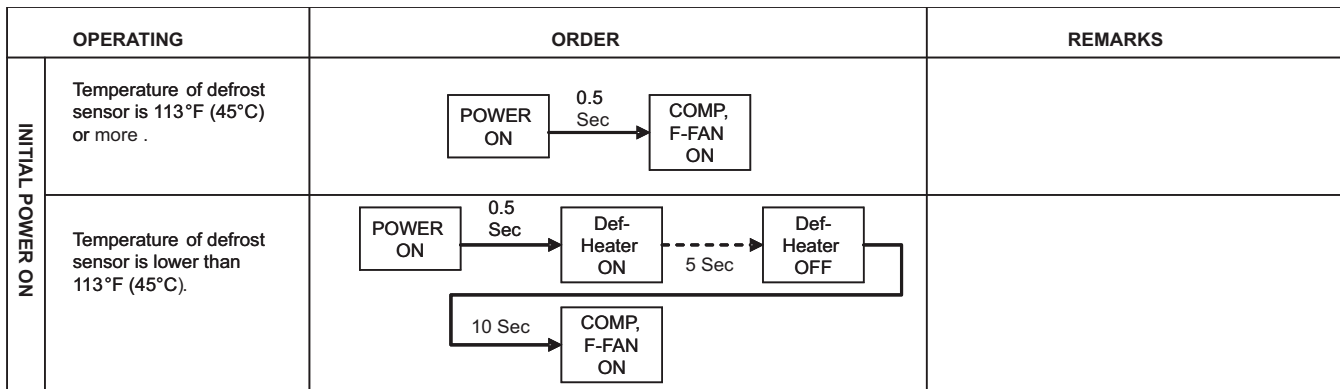 OPERATING
ORDER
REMARKS
INITIAL POWER ON
Temperature of defrost
sensor is 113°F (45°C)
or more .
POWER
ON
0.5
Sec
COMP,
F-FAN
ON
Temperature of defrost
sensor is lower than
113°F (45°C).
POWER
ON
0.5
Sec
Def-
Heater
ON
5 Sec
Def-
Heater
OFF
10 Sec
COMP,
F-FAN
ON